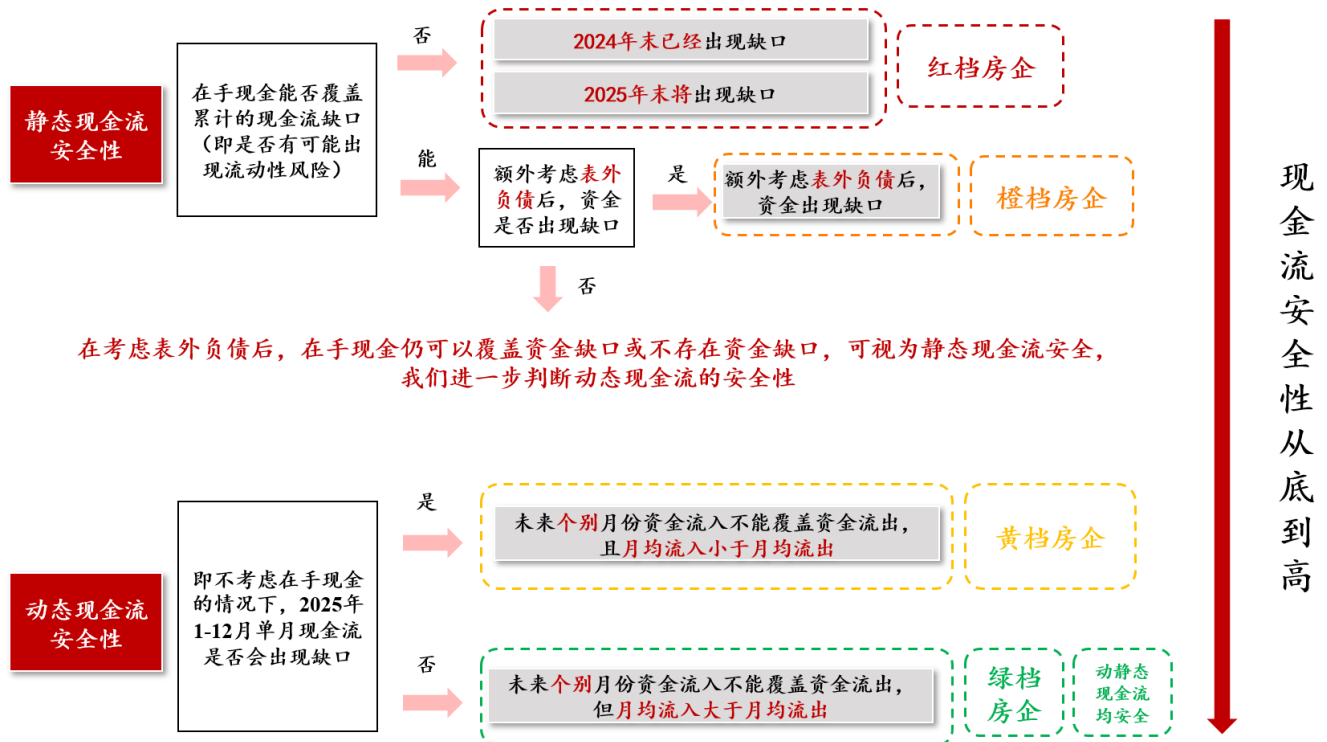 静态现金流
安全性
在手现金能否覆盖
累计的现金流缺口
（即是否有可能出
现流动性风险）
否
2024年末已经出现缺口
2025年末将出现缺口
红档房企
能
额外考虑表外
负债后，资金
是否出现缺口
是
额外考虑表外负债后，
资金出现缺口
橙档房企
否
在考虑表外负债后，在手现金仍可以覆盖资金缺口或不存在资金缺口，可视为静态现金流安全，
我们进一步判断动态现金流的安全性
动态现金流
安全性
即不考虑在手现金
的情况下，2025年
1-12月单月现金流
是否会出现缺口
是
未来个别月份资金流入不能覆盖资金流出，
且月均流入小于月均流出
黄档房企
否
未来个别月份资金流入不能覆盖资金流出，
但月均流入大于月均流出
绿档
房企
动静态
现金流
均安全
现金流安全性从底到高